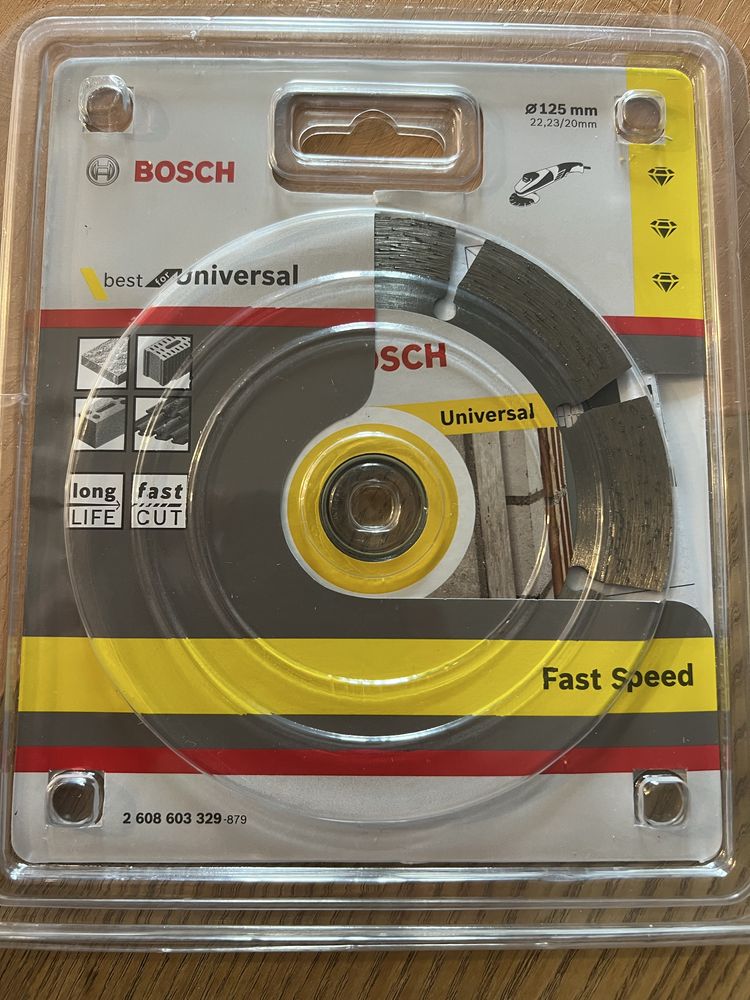 Ø125 mm
22,23/20mm
BOSCH
best for Universal
OSCH
Universal
long
LIFE
fast
CUT
Fast Speed
2 608 603 329-879